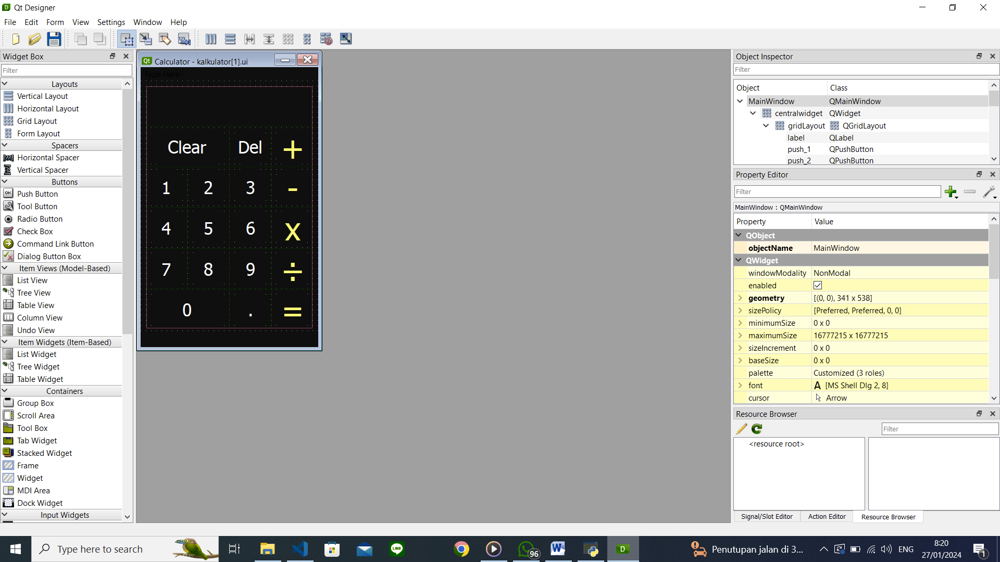 Qt Designer
File Edit Form View Settings Window Help
Widget Box
Filter
Layouts
Vertical Layout
Horizontal Layout
Grid Layout
Form Layout
Spacers
Horizontal Spacer
Vertical Spacer
Buttons
Push Button
Tool Button
Radio Button
Check Box
Command Link Button
Dialog Button Box
Item Views (Model-Based)
List View
Tree View
Table View
Column View
Undo View
Item Widgets (Item-Based)
List Widget
Tree Widget
Table Widget
Containers
Group Box
Scroll Area
Tool Box
Tab Widget
Stacked Widget
Frame
Widget
MDI Area
Dock Widget
Input Widgets
Calculator - kalkulator[1].ui
Type Here
Clear Del +
1 2 3 -
4 5 6 x
7 8 9 ÷
0 . =
Object Inspector
Filter
Object Class
MainWindow QMainWindow
centralwidget QWidget
gridLayout QGridLayout
label QLabel
push_1 QPushButton
push_2 QPushButton
Property Editor
Filter
MainWindow : QMainWindow
Property Value
QObject
objectName MainWindow
QWidget
windowModality NonModal
enabled
geometry [(0, 0), 341 x 538]
sizePolicy [Preferred, Preferred, 0, 0]
minimumSize 0 x 0
maximumSize 16777215 x 16777215
sizeIncrement 0 x 0
baseSize 0 x 0
palette Customized (3 roles)
font A [MS Shell Dlg 2, 8]
cursor Arrow
Resource Browser
Filter
<resource root>
Signal/Slot Editor Action Editor Resource Browser
Type here to search
LINE
96
Penutupan jalan di 3...
ENG
8:20
27/01/2024
1